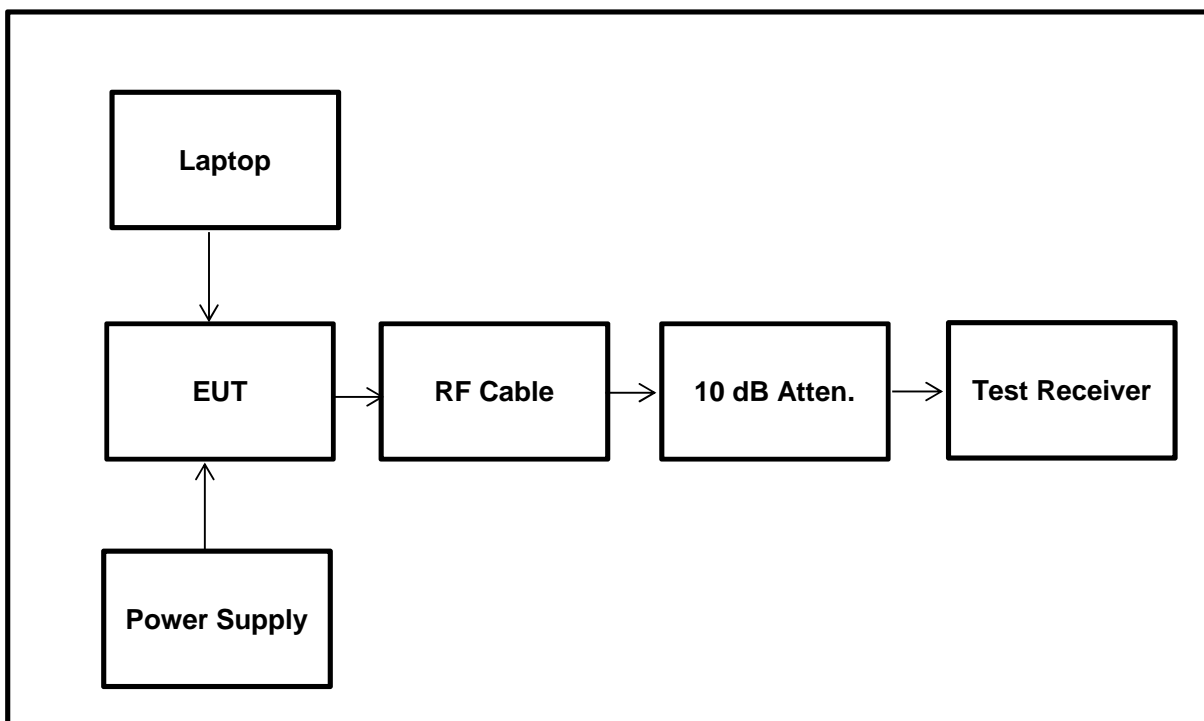 Laptop
EUT
RF Cable
10 dB Atten.
Test Receiver
Power Supply